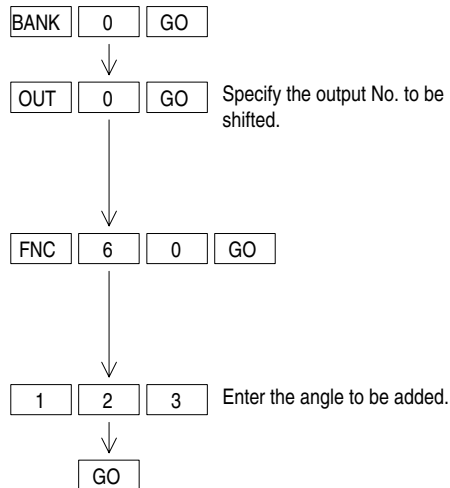 BANK 0 GO
OUT 0 GO Specify the output No. to be
shifted.
FNC 6 0 GO
1 2 3 Enter the angle to be added.
GO